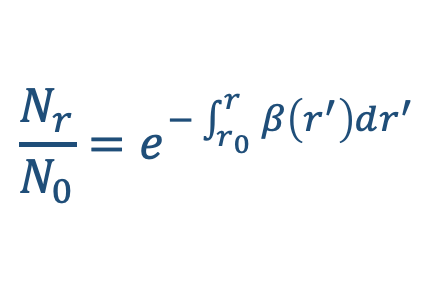 N_r/N_0 = e^{-∫_{r_0}^{r} β(r′)dr′}